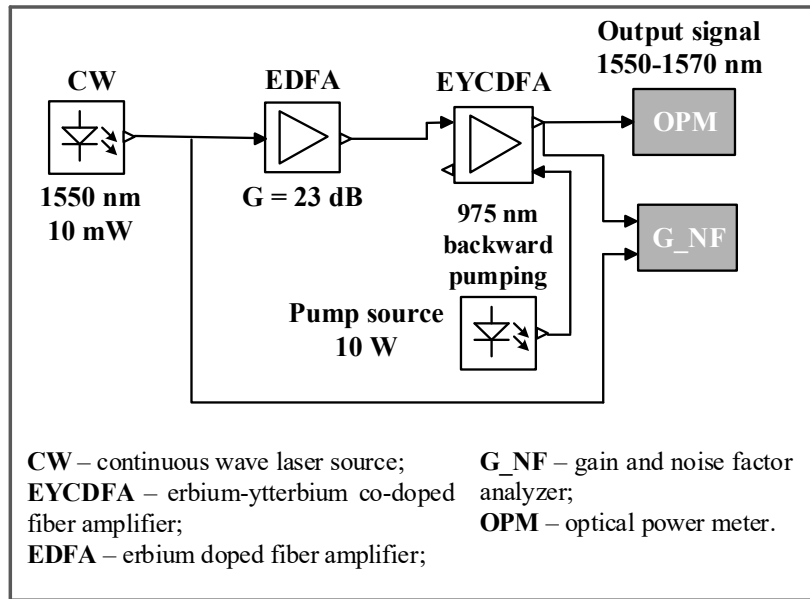 CW
1550 nm
10 mW
EDFA
G = 23 dB
EYCDFA
975 nm
backward
pumping
Pump source
10 W
Output signal
1550-1570 nm
OPM
G_NF
CW – continuous wave laser source;
EYCDFA – erbium-ytterbium co-doped
fiber amplifier;
EDFA – erbium doped fiber amplifier;
G_NF – gain and noise factor
analyzer;
OPM – optical power meter.